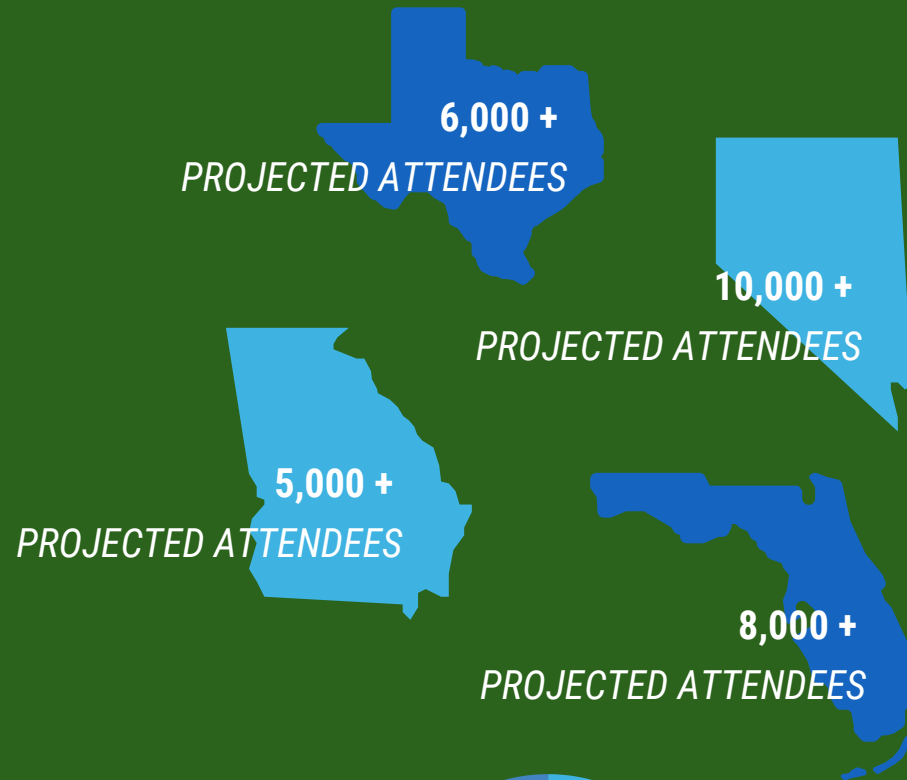 6,000 +
PROJECTED ATTENDEES
10,000 +
PROJECTED ATTENDEES
5,000 +
PROJECTED ATTENDEES
8,000 +
PROJECTED ATTENDEES